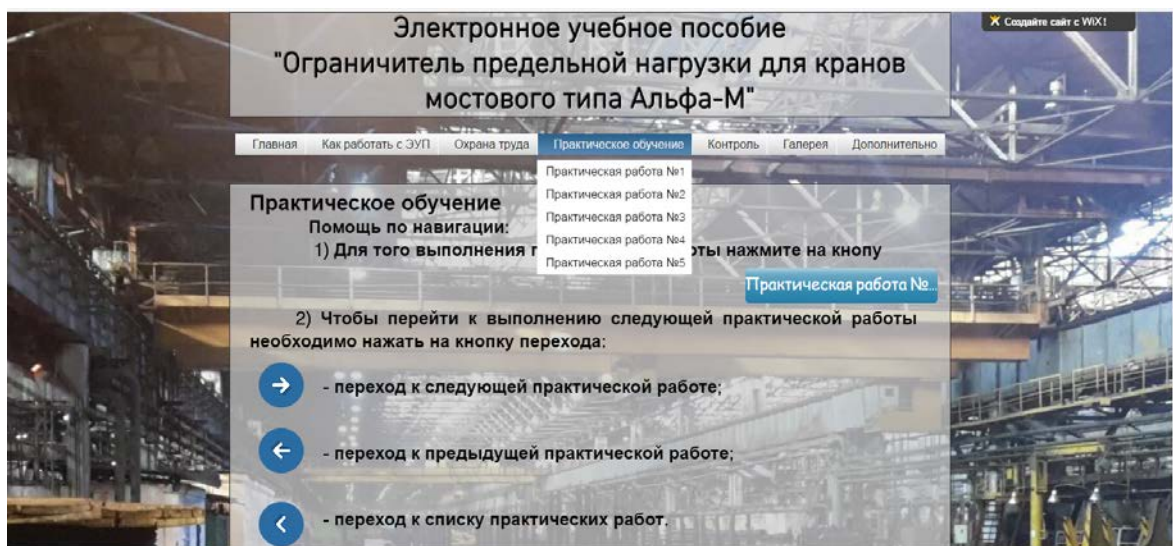 Электронное учебное пособие
"Ограничитель предельной нагрузки для кранов
мостового типа Альфа-М"
Создайте сайт с WiX!
Главная Как работать с ЭУП Охрана труда Практическое обучение Контроль Галерея Дополнительно
Практическая работа №1
Практическая работа №2
Практическая работа №3
Практическая работа №4
Практическая работа №5
Практическое обучение
Помощь по навигации:
1) Для того выполнения п оты нажмите на кнопу
Практическая работа №...
2) Чтобы перейти к выполнению следующей практической работы
необходимо нажать на кнопку перехода:
- переход к следующей практической работе;
- переход к предыдущей практической работе;
- переход к списку практических работ.